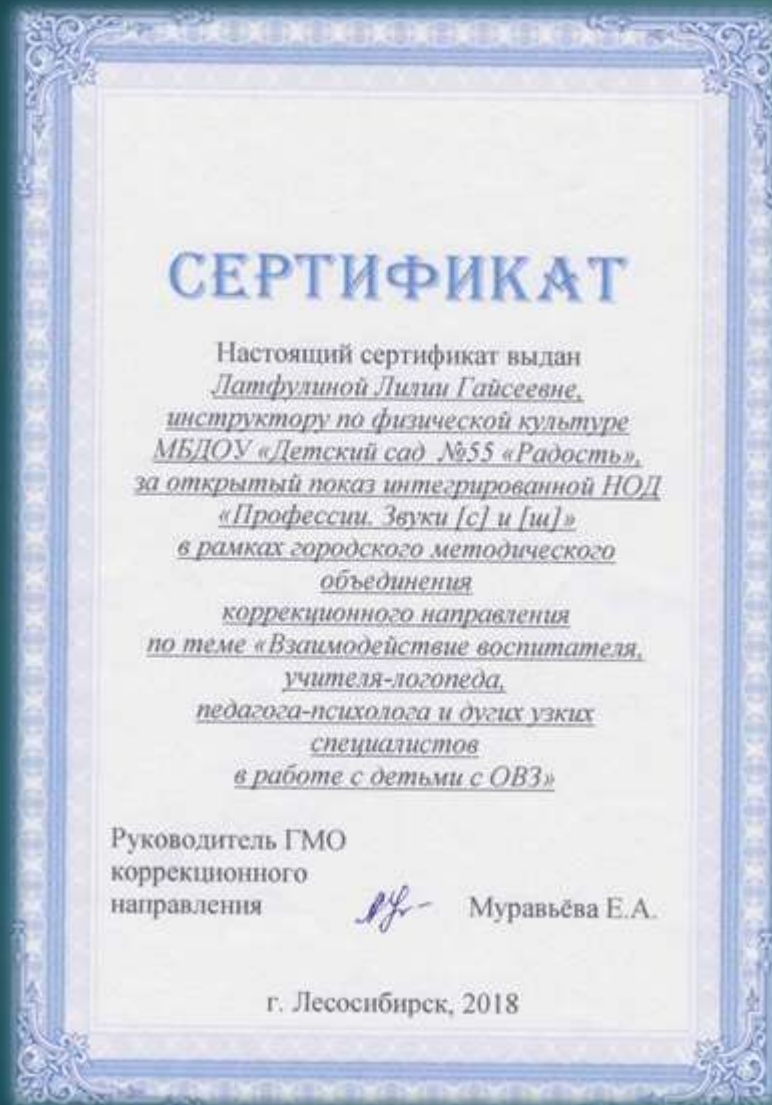 СЕРТИФИКАТ
Настоящий сертификат выдан
Латфулиной Лилии Гайсеевне,
инструктору по физической культуре
МБДОУ «Детский сад №55 «Радость»,
за открытый показ интегрированной НОД
«Профессии. Звуки [с] и [ш]»
в рамках городского методического
объединения
коррекционного направления
по теме «Взаимодействие воспитателя,
учителя-логопеда,
педагога-психолога и дугих узких
специалистов
в работе с детьми с ОВЗ»
Руководитель ГМО
коррекционного
направления Муравьёва Е.А.
г. Лесосибирск, 2018